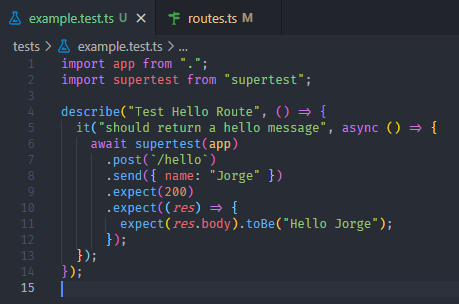 example.test.ts U X routes.ts M
tests > example.test.ts > ...
1 import app from ".";
2 import supertest from "supertest";
3
4 describe("Test Hello Route", () => {
5 it("should return a hello message", async () => {
6 await supertest(app)
7 .post(`/hello`)
8 .send({ name: "Jorge" })
9 .expect(200)
10 .expect((res) => {
11 expect(res.body).toBe("Hello Jorge");
12 });
13 });
14 });
15